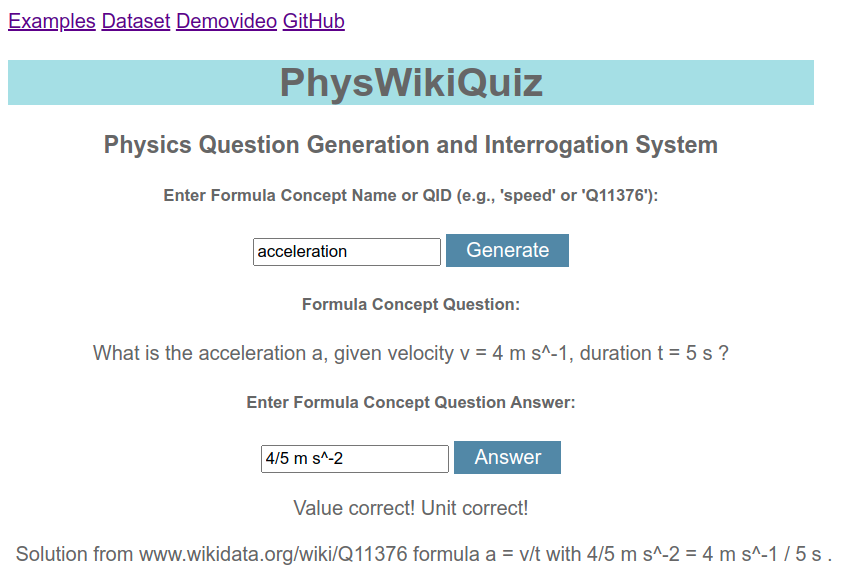 Examples Dataset Demovideo GitHub
PhysWikiQuiz
Physics Question Generation and Interrogation System
Enter Formula Concept Name or QID (e.g., 'speed' or 'Q11376'):
acceleration Generate
Formula Concept Question:
What is the acceleration a, given velocity v = 4 m s^-1, duration t = 5 s ?
Enter Formula Concept Question Answer:
4/5 m s^-2 Answer
Value correct! Unit correct!
Solution from www.wikidata.org/wiki/Q11376 formula a = v/t with 4/5 m s^-2 = 4 m s^-1 / 5 s .